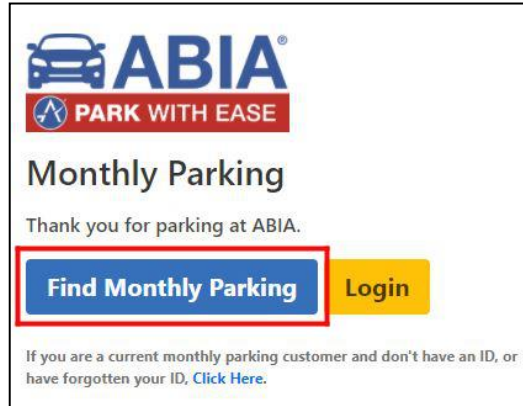 ABIA®
PARK WITH EASE
Monthly Parking
Thank you for parking at ABIA.
Find Monthly Parking
Login
If you are a current monthly parking customer and don't have an ID, or
have forgotten your ID, Click Here.